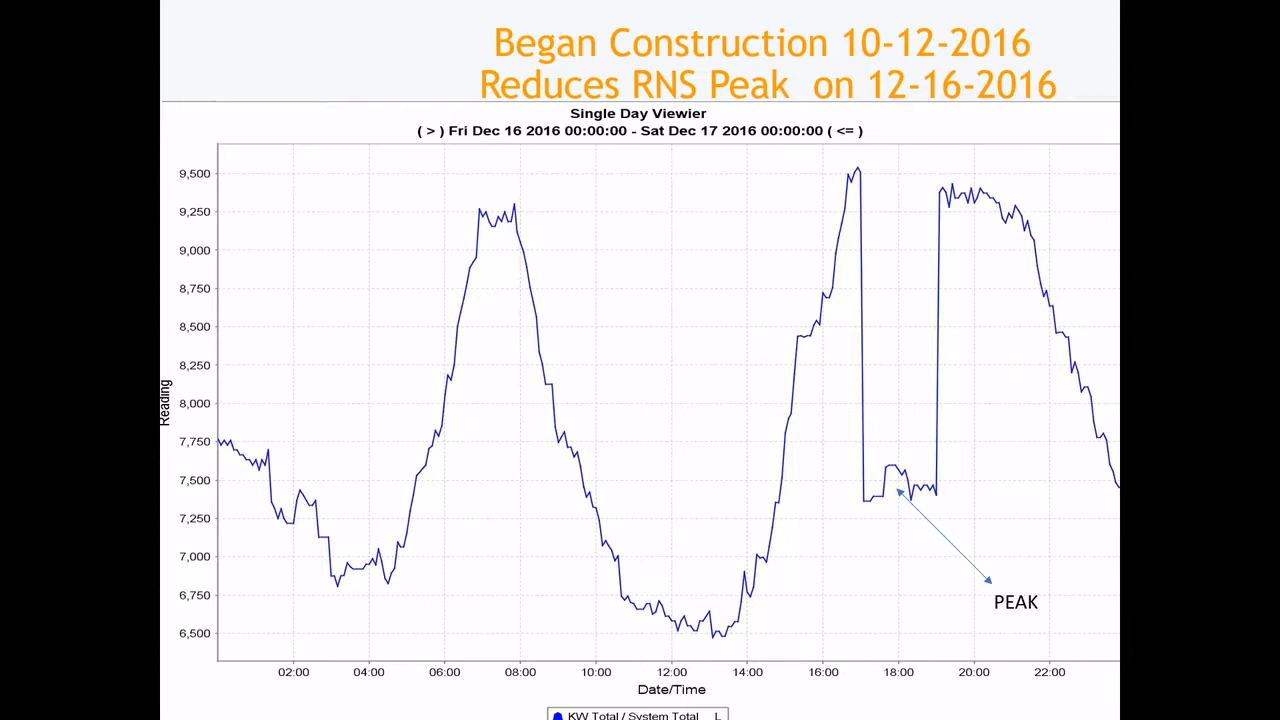 Began Construction 10-12-2016
Reduces RNS Peak on 12-16-2016
Single Day Viewier
( > ) Fri Dec 16 2016 00:00:00 - Sat Dec 17 2016 00:00:00 ( <= )
9,500
9,250
9,000
8,750
8,500
8,250
8,000
7,750
7,500
7,250
7,000
6,750
6,500
Reading
PEAK
02:00 04:00 06:00 08:00 10:00 12:00 14:00 16:00 18:00 20:00 22:00
Date/Time
KW Total / System Total L